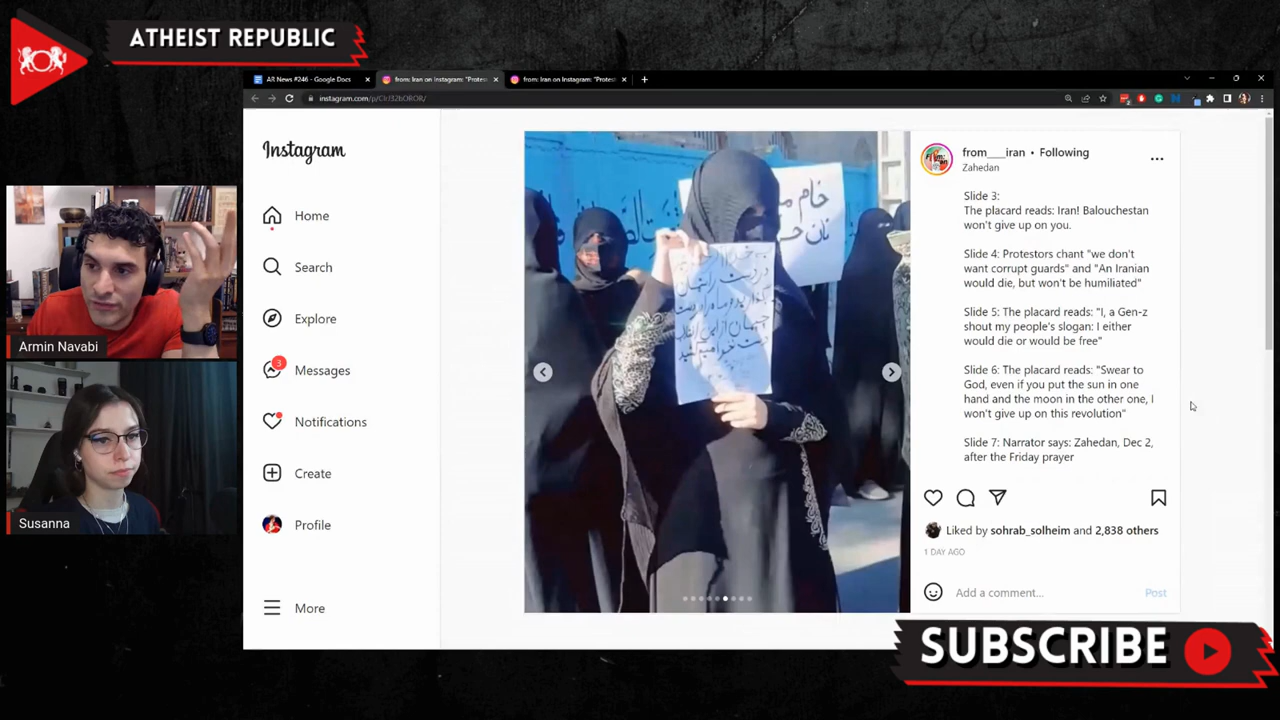 ATHEIST REPUBLIC
AR News #246 - Google Docs
from: Iran on Instagram: "Protest
from: Iran on Instagram: "Protest
instagram.com/p/
Instagram
Home
Search
Explore
3
Messages
Notifications
Create
Profile
More
from___iran • Following
Zahedan
Slide 3:
The placard reads: Iran! Balouchestan
won't give up on you.
Slide 4: Protestors chant "we don't
want corrupt guards" and "An Iranian
would die, but won't be humiliated"
Slide 5: The placard reads: "I, a Gen-z
shout my people's slogan: I either
would die or would be free"
Slide 6: The placard reads: "Swear to
God, even if you put the sun in one
hand and the moon in the other one, I
won't give up on this revolution"
Slide 7: Narrator says: Zahedan, Dec 2,
after the Friday prayer
Liked by sohrab_solheim and 2,838 others
1 DAY AGO
Add a comment...
Post
Armin Navabi
Susanna
SUBSCRIBE